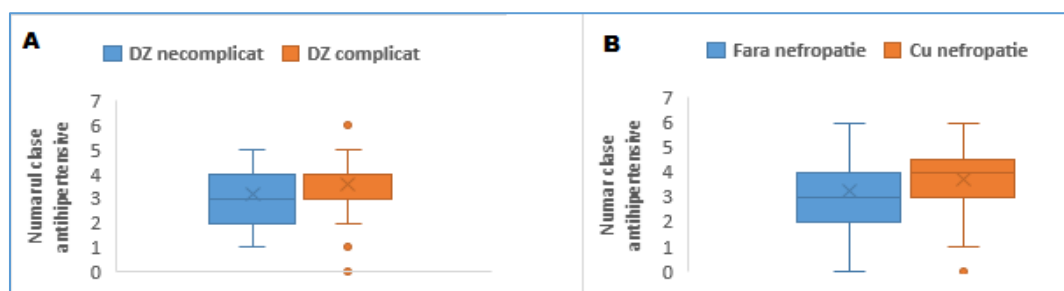 A
DZ necomplicat DZ complicat
Numarul clase
antihipertensive
7
6
5
4
3
2
1
0
B
Fara nefropatie Cu nefropatie
Numar clase
antihipertensive
7
6
5
4
3
2
1
0